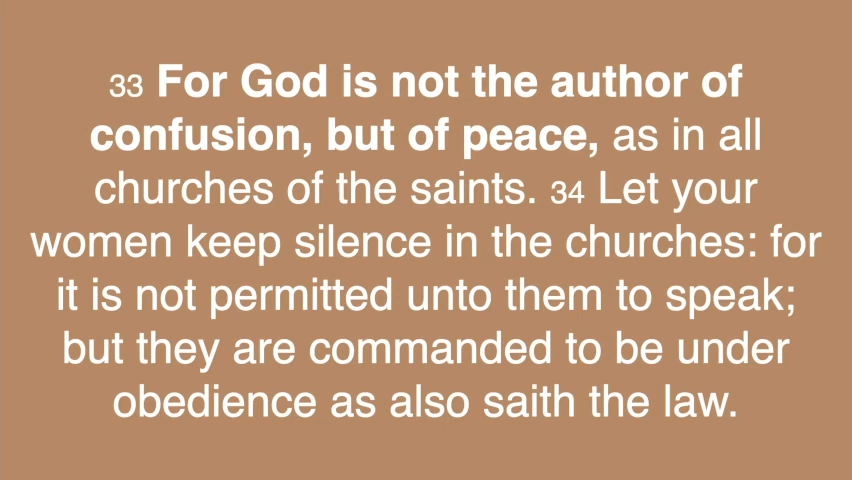 33 For God is not the author of
confusion, but of peace, as in all
churches of the saints. 34 Let your
women keep silence in the churches: for
it is not permitted unto them to speak;
but they are commanded to be under
obedience as also saith the law.